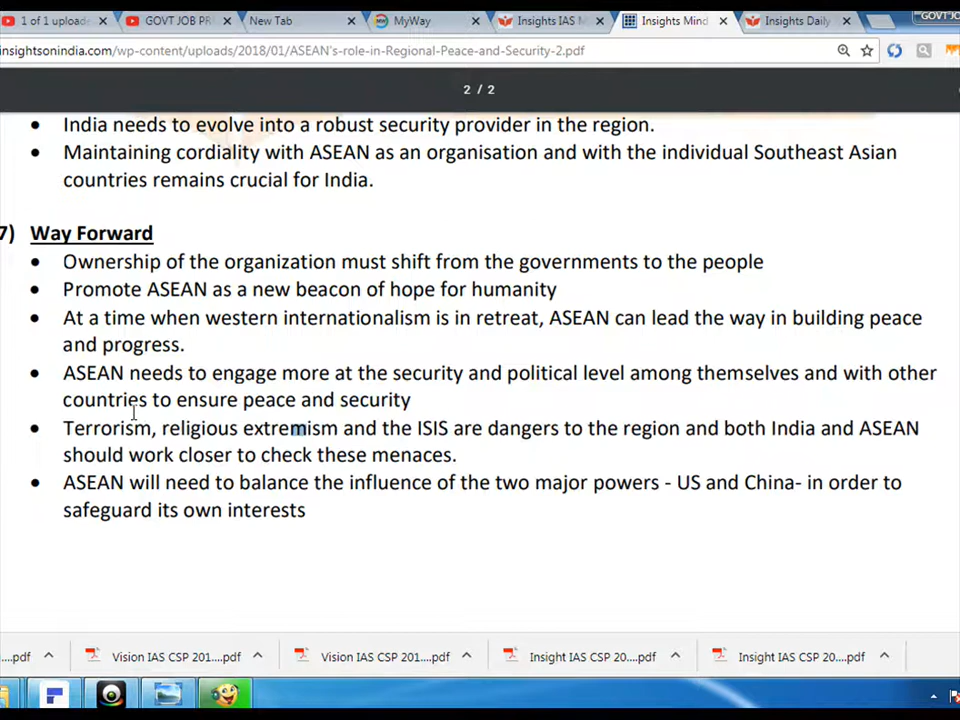 1 of 1 upload
GOVT JOB PR
New Tab
MyWay
Insights IAS M
Insights Mind
Insights Daily
GOVT JO
insightsonindia.com/wp-content/uploads/2018/01/ASEAN's-role-in-Regional-Peace-and-Security-2.pdf
2 / 2
• India needs to evolve into a robust security provider in the region.
• Maintaining cordiality with ASEAN as an organisation and with the individual Southeast Asian
countries remains crucial for India.
7) Way Forward
• Ownership of the organization must shift from the governments to the people
• Promote ASEAN as a new beacon of hope for humanity
• At a time when western internationalism is in retreat, ASEAN can lead the way in building peace
and progress.
• ASEAN needs to engage more at the security and political level among themselves and with other
countries to ensure peace and security
• Terrorism, religious extremism and the ISIS are dangers to the region and both India and ASEAN
should work closer to check these menaces.
• ASEAN will need to balance the influence of the two major powers - US and China- in order to
safeguard its own interests
....pdf
Vision IAS CSP 201....pdf
Vision IAS CSP 201....pdf
Insight IAS CSP 20....pdf
Insight IAS CSP 20....pdf